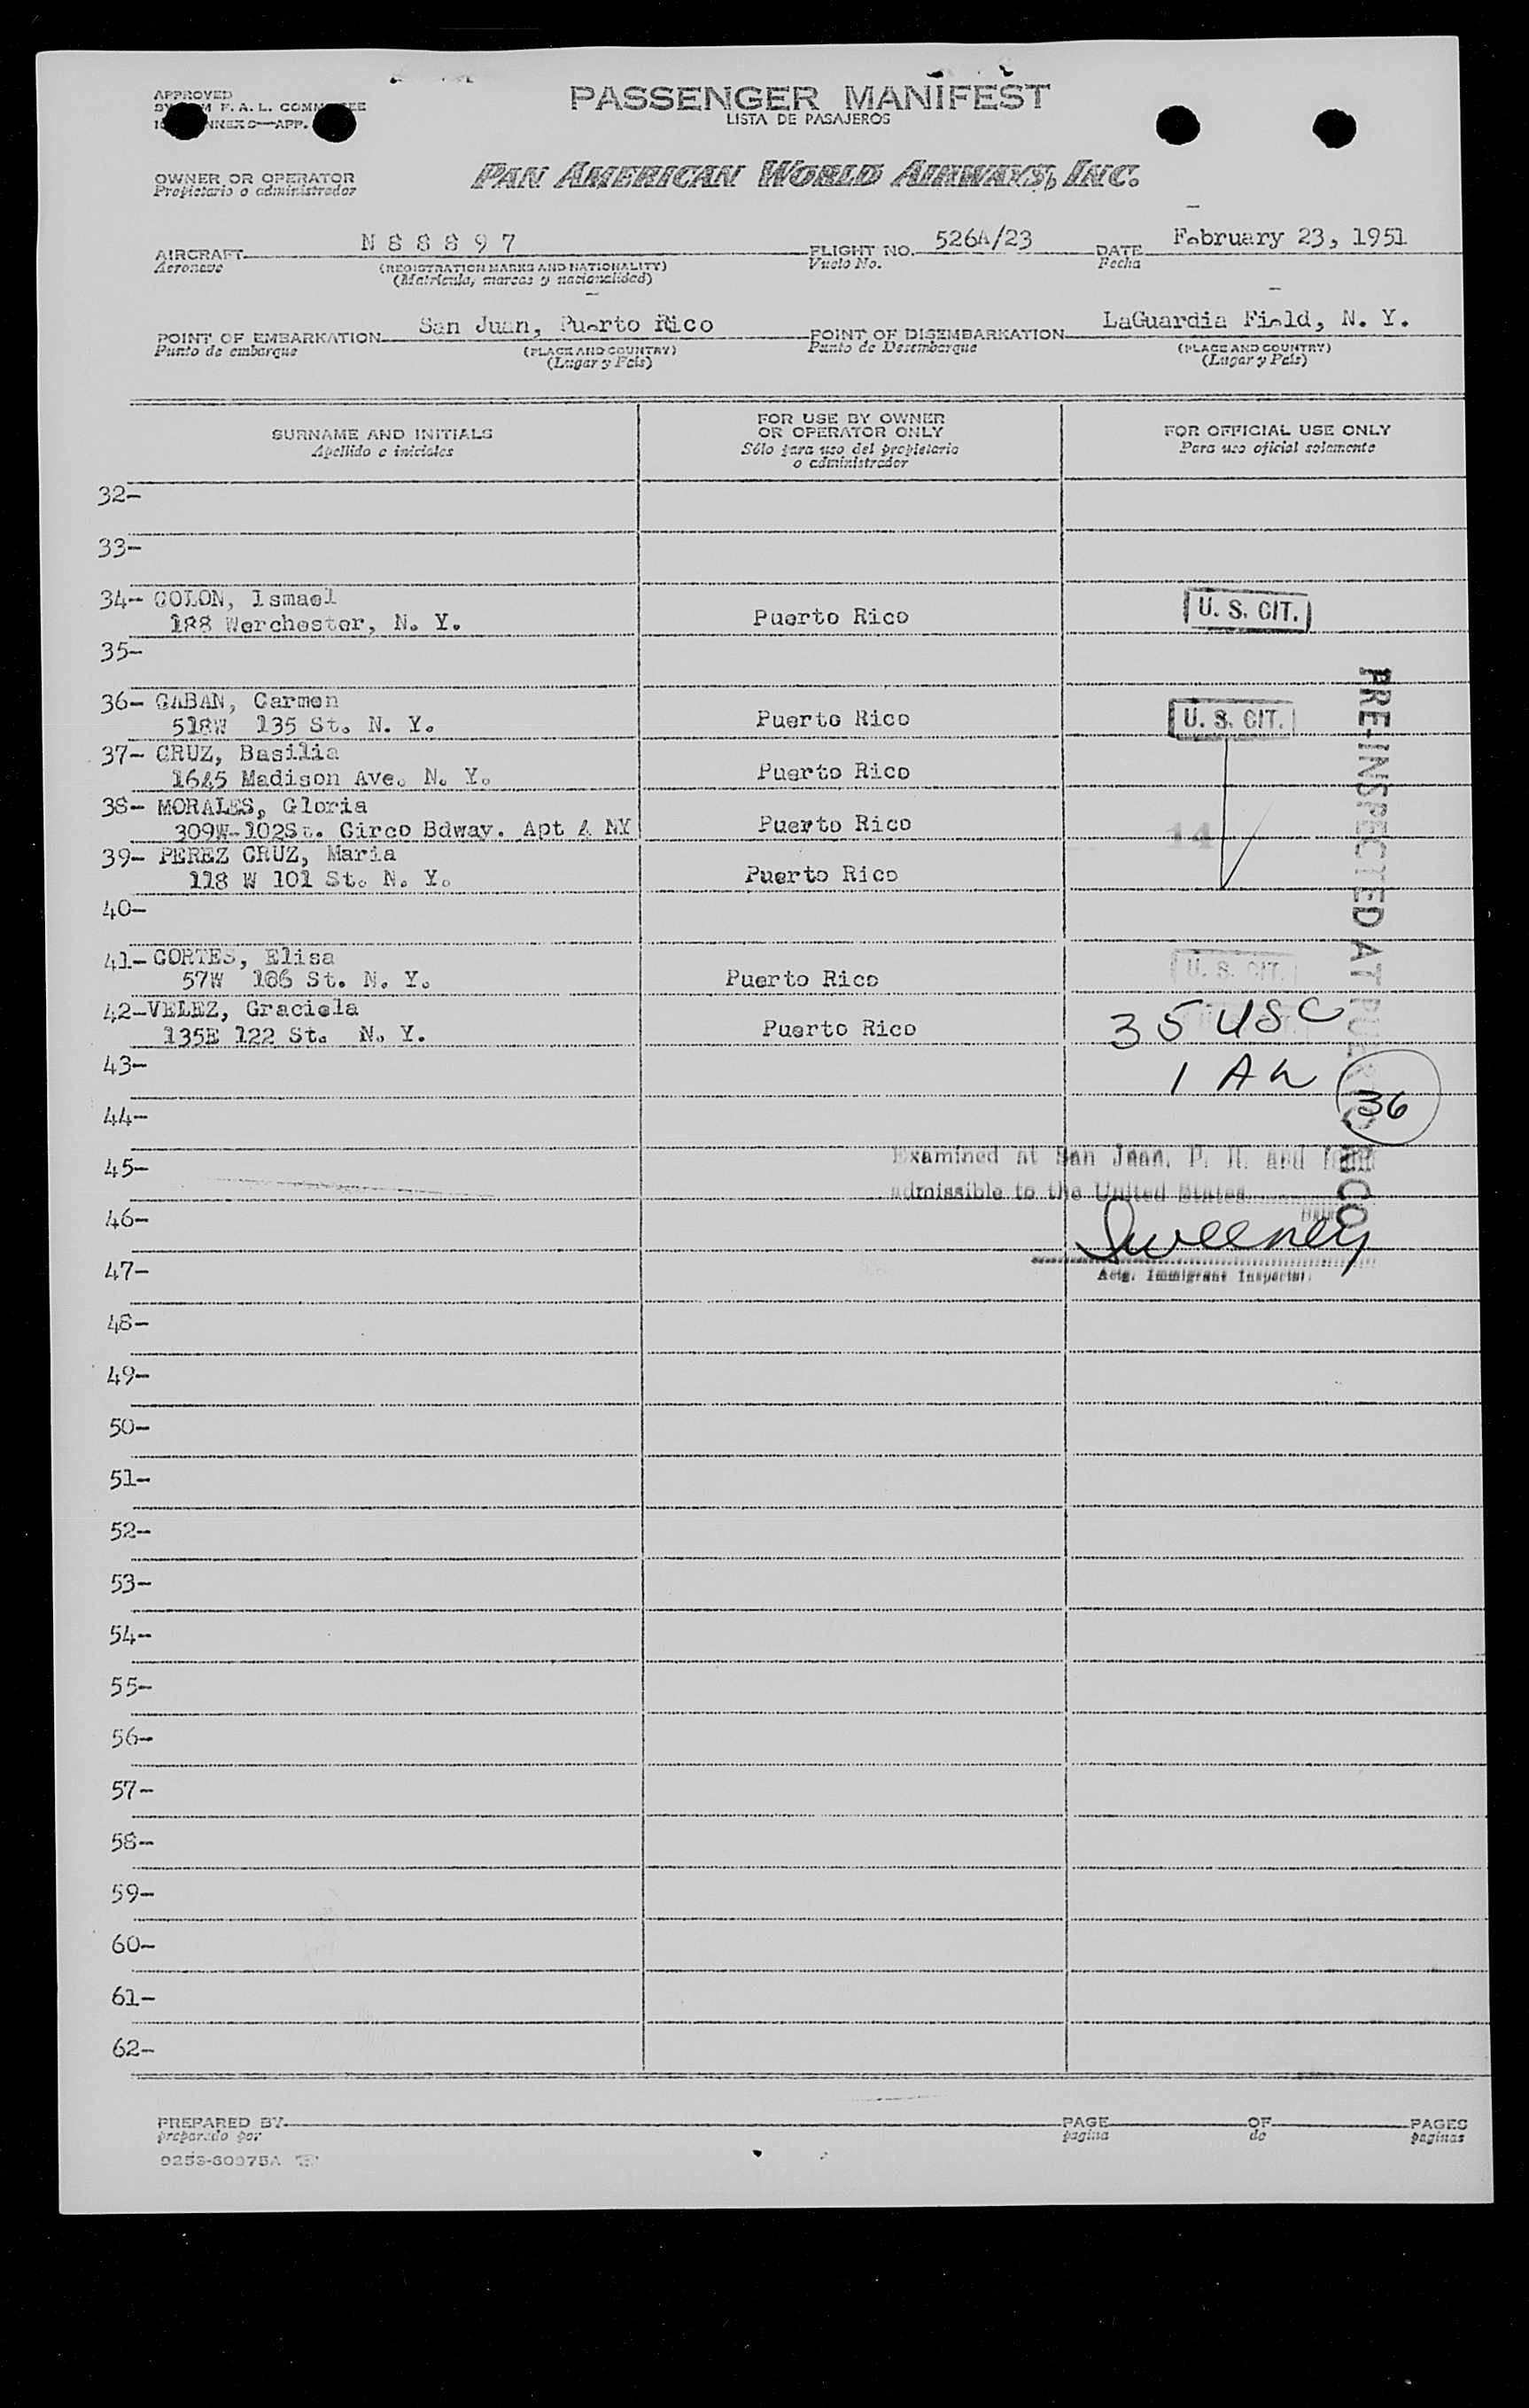 APPROVED
F. A. L. COMMITTEE
ANNEX 9—APP.
PASSENGER MANIFEST
LISTA DE PASAJEROS
OWNER OR OPERATOR
Propietario o administrador
PAN AMERICAN WORLD AIRWAYS, INC.
AIRCRAFT N 8 8 8 9 7 FLIGHT NO. 526A/23 DATE February 23, 1951
Aeronave (REGISTRATION MARKS AND NATIONALITY) Vuelo No. Fecha
(Matrícula, marcas y nacionalidad)
POINT OF EMBARKATION San Juan, Puerto Rico POINT OF DISEMBARKATION LaGuardia Field, N. Y.
Punto de embarque (PLACE AND COUNTRY) Punto de Desembarque (PLACE AND COUNTRY)
(Lugar y País) (Lugar y País)
SURNAME AND INITIALS FOR USE BY OWNER OR OPERATOR ONLY FOR OFFICIAL USE ONLY
Apellido e iniciales Sólo para uso del propietario o administrador Para uso oficial solamente
32-
33-
34- COLON, Ismael
188 Worchester, N. Y. Puerto Rico U. S. CIT.
35-
36- GABAN, Carmen
518W 135 St. N. Y. Puerto Rico U. S. CIT.
37- CRUZ, Basilia
1645 Madison Ave. N. Y. Puerto Rico
38- MORALES, Gloria
309W-102St. Circo Bdway. Apt 4 NY Puerto Rico 14
39- PEREZ CRUZ, Maria
118 W 101 St. N. Y. Puerto Rico
40-
41- CORTES, Elisa
57W 186 St. N. Y. Puerto Rico U. S. CIT.
42- VELEZ, Graciela
135E 122 St. N. Y. Puerto Rico 35 USC
43- 1 AL
44- 36
PRE-INSPECTED AT PUERTO RICO
45- Examined at San Juan, P. R. and found
admissible to the United States
46- Sweeney
47- Actg. Immigrant Inspector.
48-
49-
50-
51-
52-
53-
54-
55-
56-
57-
58-
59-
60-
61-
62-
PREPARED BY PAGE OF PAGES
preparado por pagina de paginas